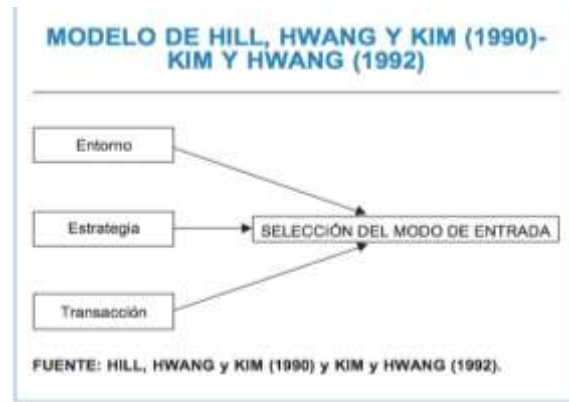 MODELO DE HILL, HWANG Y KIM (1990)-
KIM Y HWANG (1992)
Entorno
Estrategia
SELECCIÓN DEL MODO DE ENTRADA
Transacción
FUENTE: HILL, HWANG y KIM (1990) y KIM y HWANG (1992).